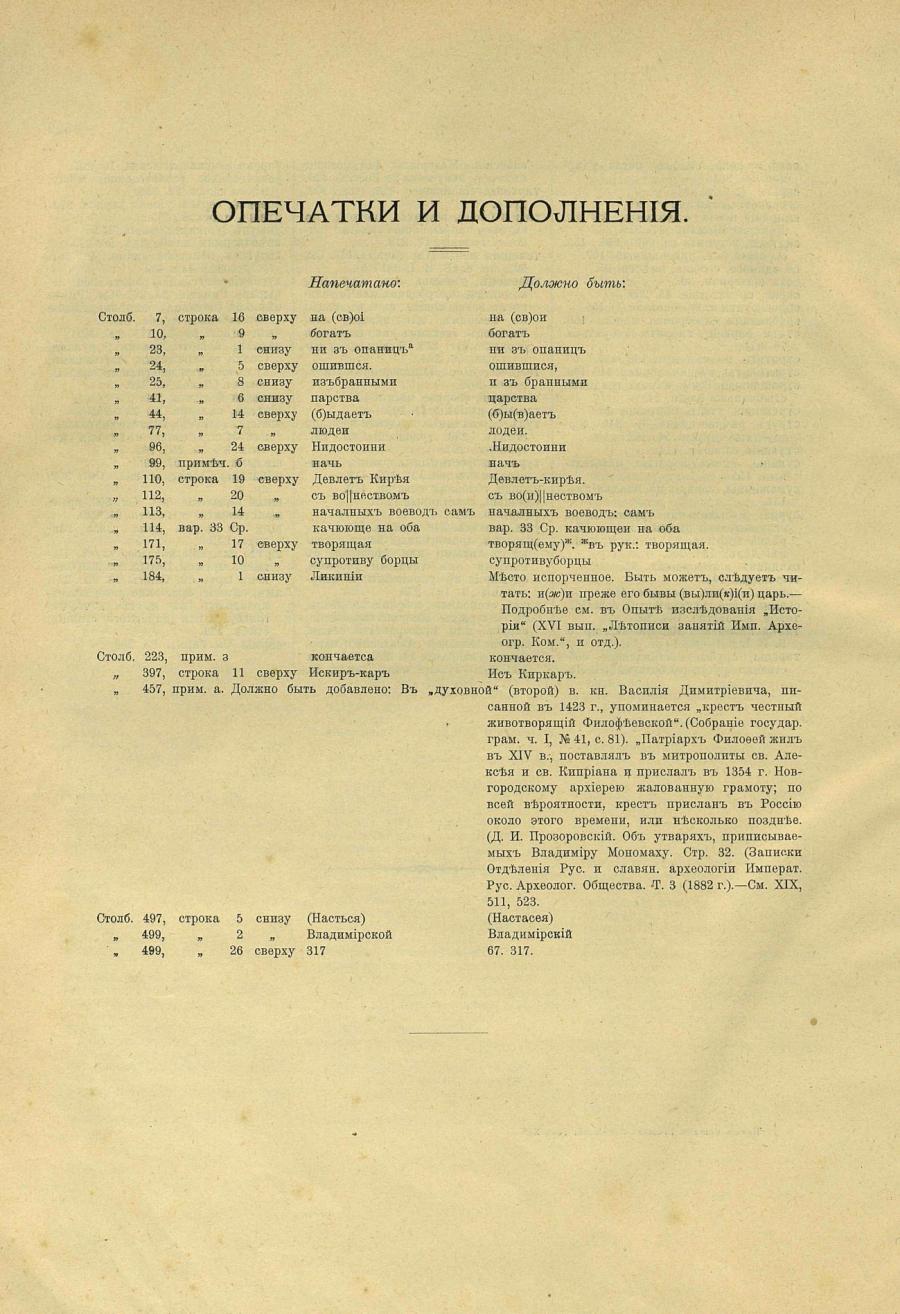 ОПЕЧАТКИ И ДОПОЛНЕНІЯ.
Напечатано: Должно быть:
Столб. 7, строка 16 сверху на (св)оі на (св)ои
„ 10, „ 9 „ богатъ богатъ
„ 23, „ 1 снизу ни зъ опаницъᵃ ни зъ опаницъ
„ 24, „ 5 сверху ошившся. ошившися,
„ 25, „ 8 снизу изъбранными и зъ бранными
„ 41, „ 6 снизу парства царства
„ 44, „ 14 сверху (б)ыдаетъ (б)ы(в)аетъ
„ 77, „ 7 „ людеи лодеи.
„ 96, „ 24 сверху Нидостоини .Нидостоини
„ 99, примѣч. б начь начъ
„ 110, строка 19 сверху Девлетъ Кирѣя Девлетъ-кирѣя.
„ 112, „ 20 „ съ во||нествомъ съ во(и)||неством​ъ
„ 113, „ 14 „ началныхъ воеводъ самъ началныхъ воеводъ; самъ
„ 114, вар. 33 Ср. качююще на оба вар. 33 Ср. качющеи на оба
„ 171, „ 17 сверху творящая творящ(ему)ж. жвъ рук.: творящая.
„ 175, „ 10 „ супротиву борцы супротивуборцы
„ 184, „ 1 снизу Ликиніи Мѣсто испорченное. Быть можетъ, слѣдуетъ чи-
тать: и(ж)и преже его бывы (вы)ли(к)і(и) царь.—
Подробнѣе см. въ Опытѣ изслѣдованія „Исто-
ріи“ (XVI вып. „Лѣтописи занятій Имп. Архе-
огр. Ком.“, и отд.).
Столб. 223, прим. з кончаетса кончается.
„ 397, строка 11 сверху Искиръ-каръ Исъ Киркаръ.
„ 457, прим. а. Должно быть добавлено: Въ „духовной“ (второй) в. кн. Василія Димитріевича, пи-
санной въ 1423 г., упоминается „крестъ честный
животворящій Филофѣевской“. (Собраніе государ.
грам. ч. I, № 41, с. 81). „Патріархъ Филоѳей жилъ
въ XIV в., поставлялъ въ митрополиты св. Але-
ксѣя и св. Кипріана и прислалъ въ 1354 г. Нов-
городскому архіерею жалованную грамоту; по
всей вѣроятности, крестъ присланъ въ Россію
около этого времени, или нѣсколько позднѣе.
(Д. И. Прозоровскій. Объ утваряхъ, приписывае-
мыхъ Владиміру Мономаху. Стр. 32. (Записки
Отдѣленія Рус. и славян. археологіи Императ.
Рус. Археолог. Общества. Т. 3 (1882 г.).—См. XIX,
511, 523.
Столб. 497, строка 5 снизу (Насться) (Настасея)
„ 499, „ 2 „ Владимірской Владимірскій
„ 499, „ 26 сверху 317 67. 317.